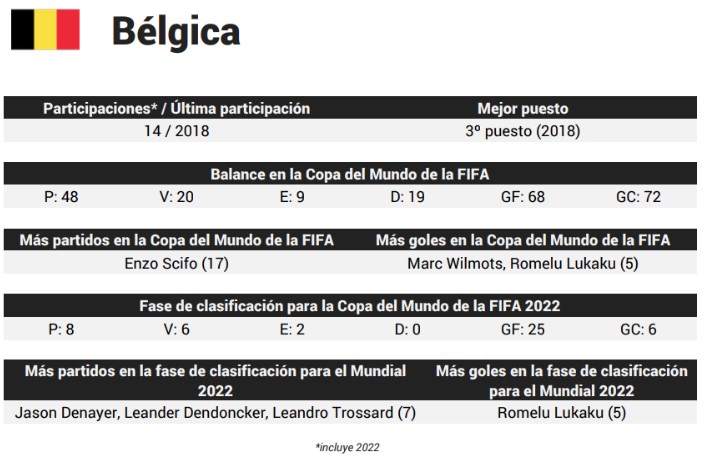 Bélgica
Participaciones* / Última participación Mejor puesto
14 / 2018 3º puesto (2018)
Balance en la Copa del Mundo de la FIFA
P: 48 V: 20 E: 9 D: 19 GF: 68 GC: 72
Más partidos en la Copa del Mundo de la FIFA Más goles en la Copa del Mundo de la FIFA
Enzo Scifo (17) Marc Wilmots, Romelu Lukaku (5)
Fase de clasificación para la Copa del Mundo de la FIFA 2022
P: 8 V: 6 E: 2 D: 0 GF: 25 GC: 6
Más partidos en la fase de clasificación para el Mundial Más goles en la fase de clasificación
2022 para el Mundial 2022
Jason Denayer, Leander Dendoncker, Leandro Trossard (7) Romelu Lukaku (5)
*incluye 2022